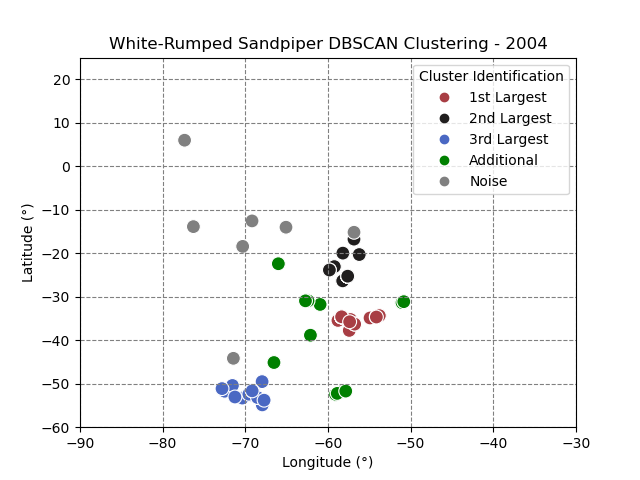 White-Rumped Sandpiper DBSCAN Clustering - 2004
Cluster Identification
1st Largest
2nd Largest
3rd Largest
Additional
Noise
20
10
0
−10
−20
−30
−40
−50
−60
Latitude (°)
−90
−80
−70
−60
−50
−40
−30
Longitude (°)